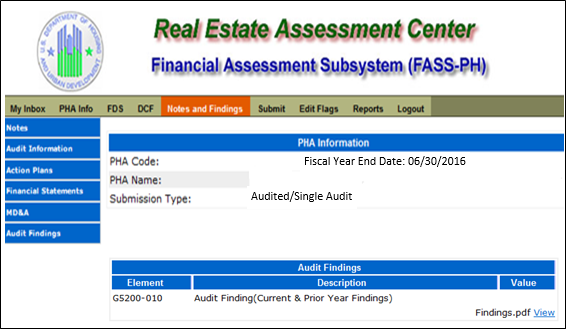 U.S. DEPARTMENT OF HOUSING AND URBAN DEVELOPMENT
Real Estate Assessment Center
Financial Assessment Subsystem (FASS-PH)
My Inbox PHA Info FDS DCF Notes and Findings Submit Edit Flags Reports Logout
Notes
Audit Information
Action Plans
Financial Statements
MD&A
Audit Findings
PHA Information
PHA Code: Fiscal Year End Date: 06/30/2016
PHA Name:
Submission Type: Audited/Single Audit
Audit Findings
Element Description Value
G5200-010 Audit Finding(Current & Prior Year Findings)
Findings.pdf View